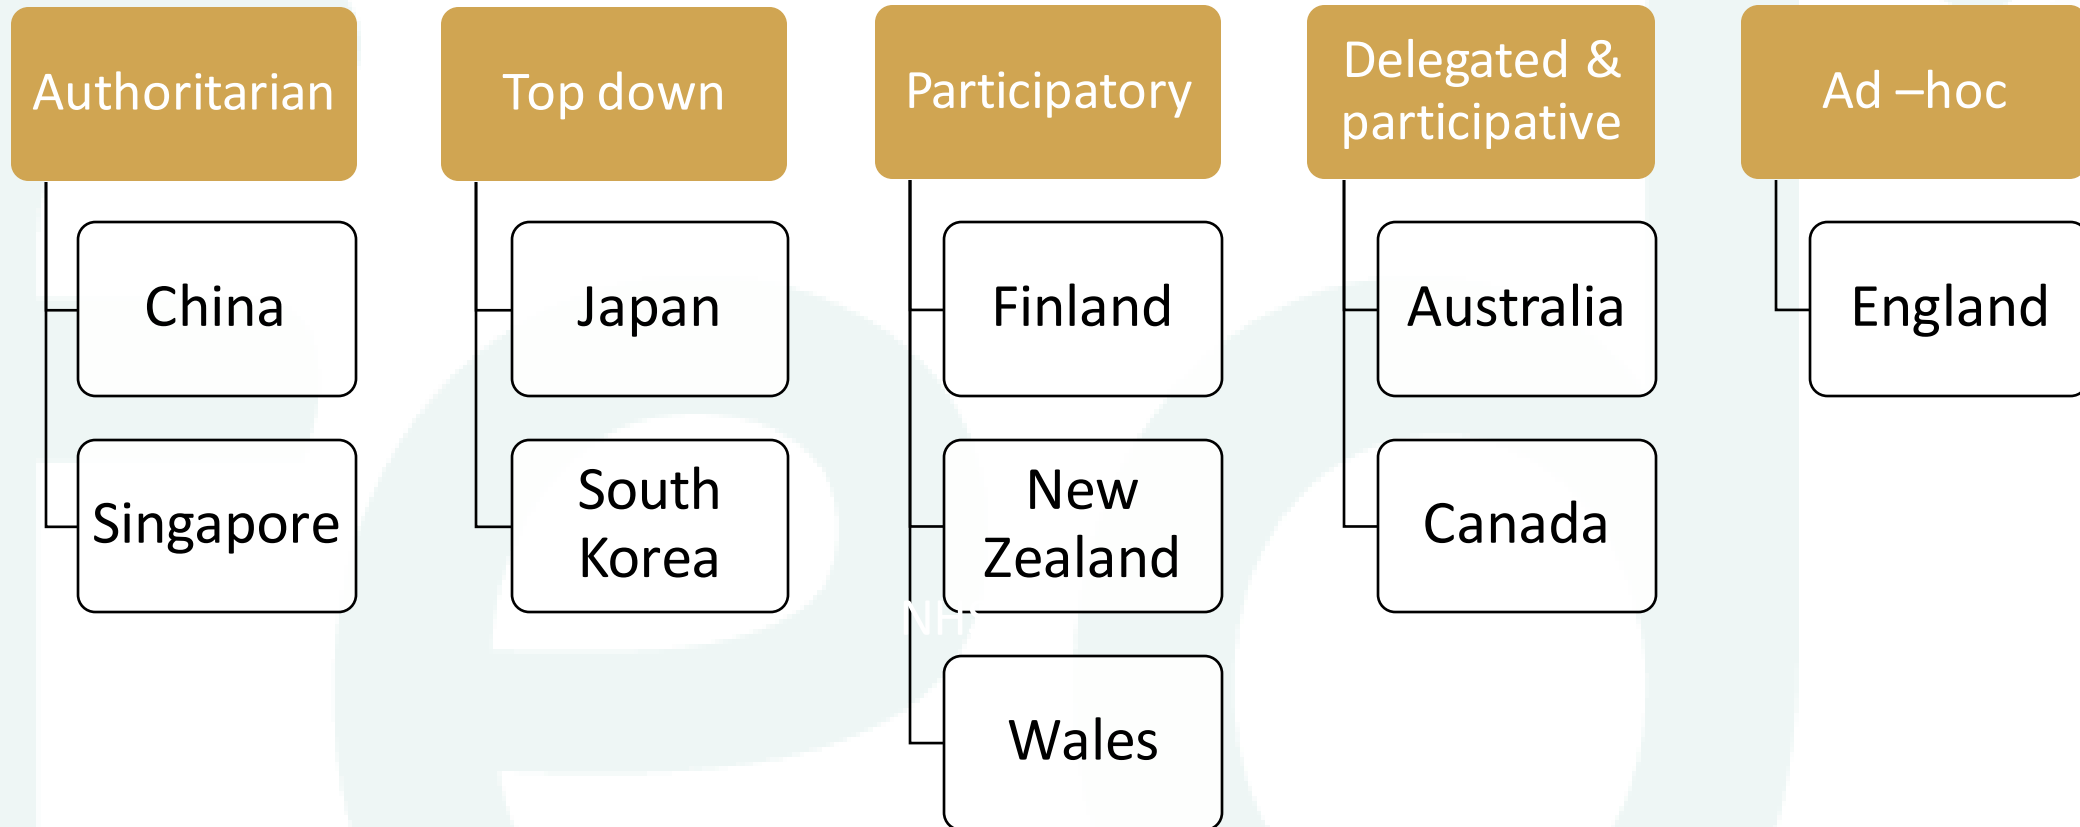 Authoritarian
China
Singapore
Top down
Japan
South
Korea
Participatory
Finland
New
Zealand
Wales
Delegated &
participative
Australia
Canada
Ad –hoc
England